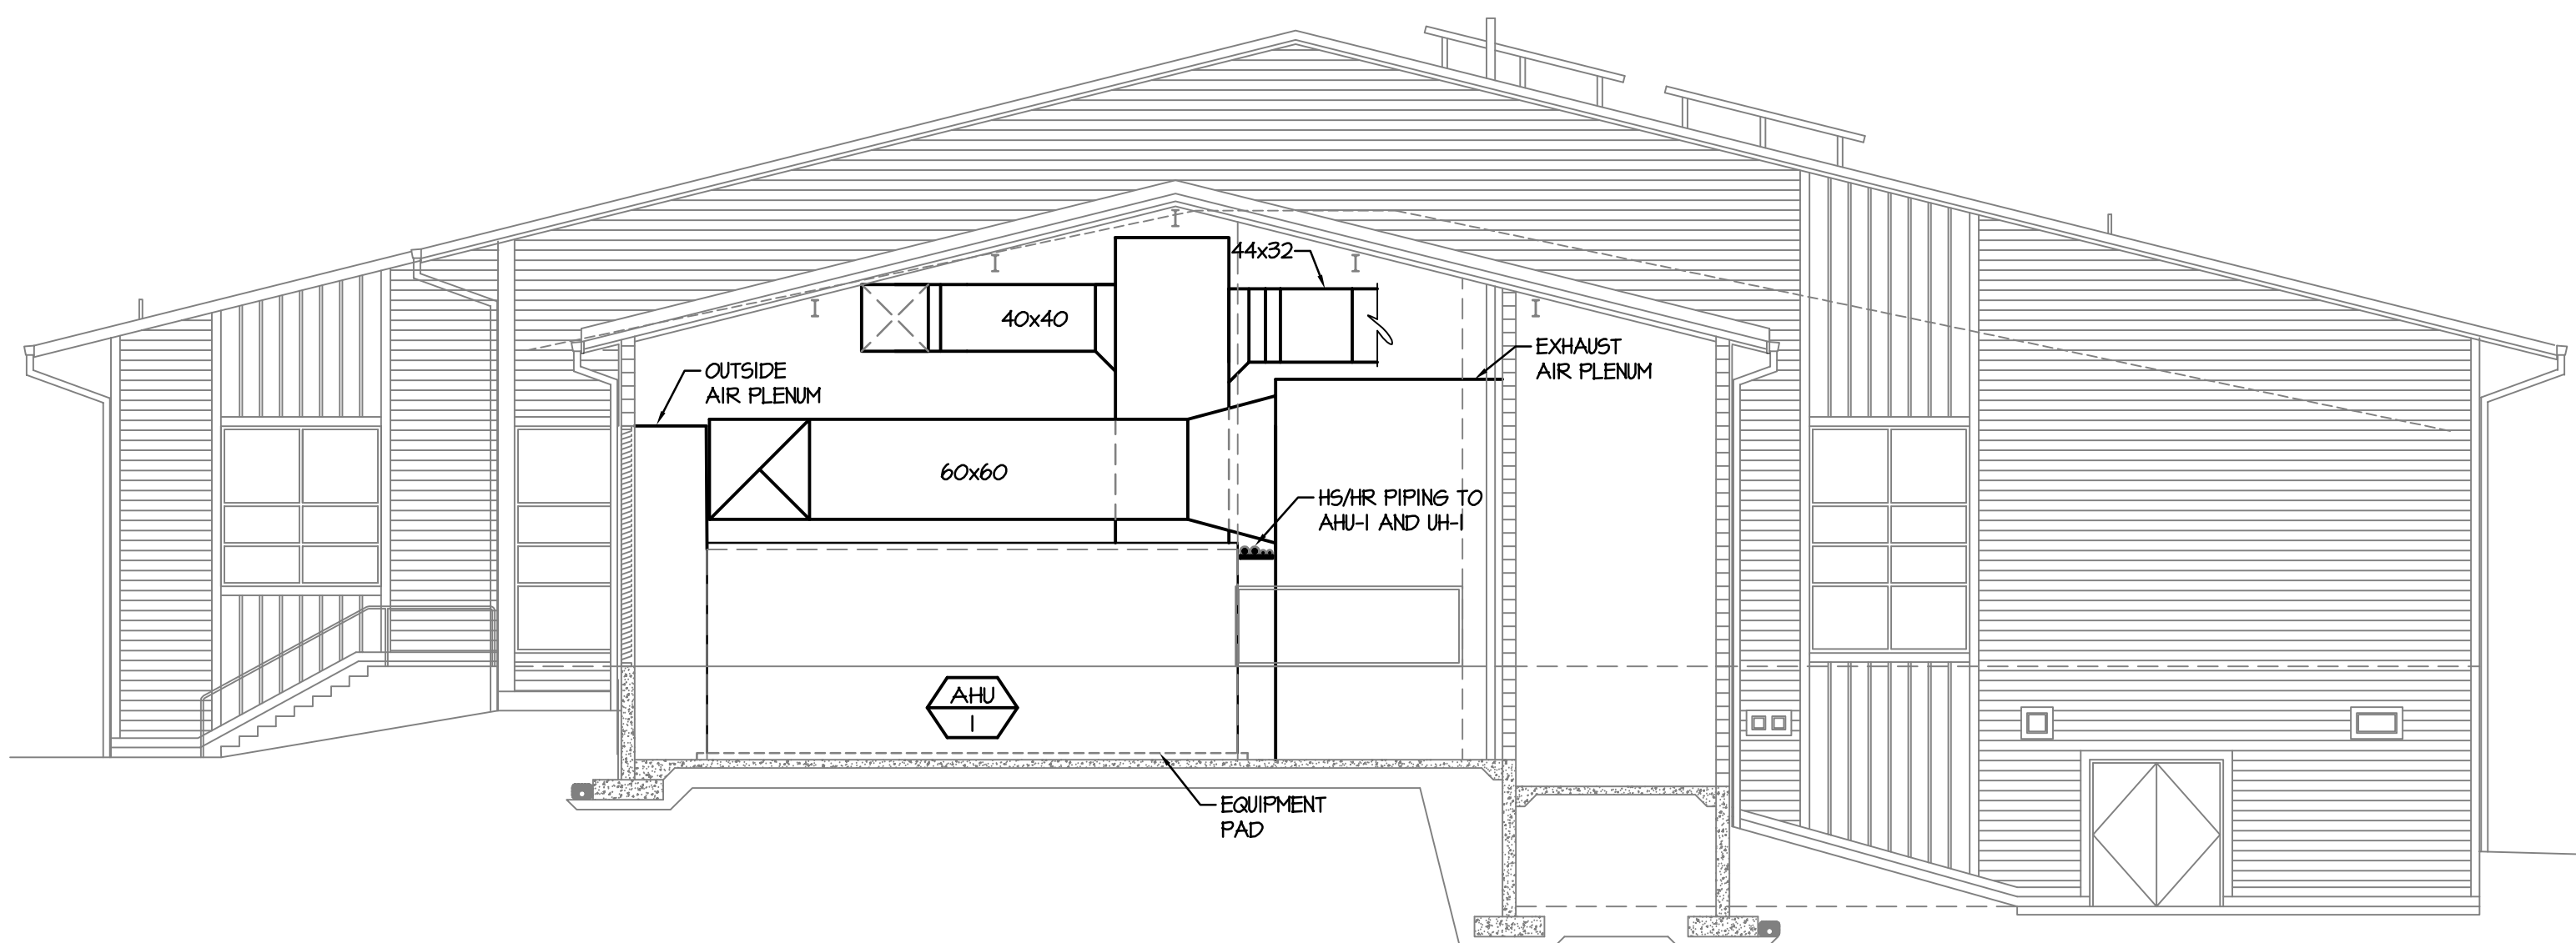 44x32
40x40
EXHAUST
AIR PLENUM
OUTSIDE
AIR PLENUM
60x60
HS/HR PIPING TO
AHU-1 AND UH-1
AHU
1
EQUIPMENT
PAD